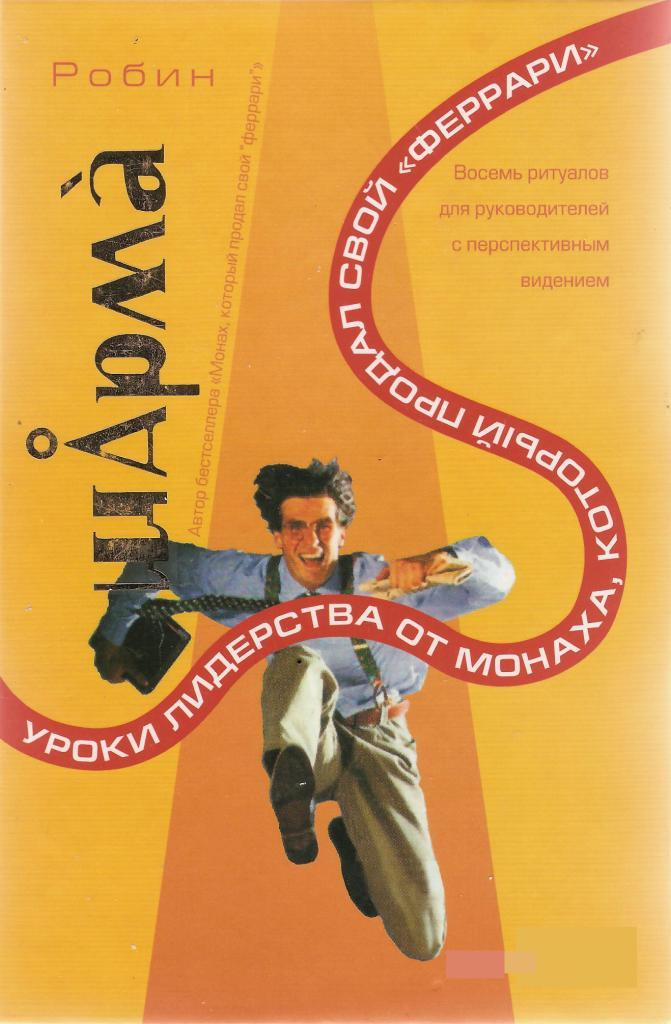 Робин
шÅрмà
Автор бестселлера «Монах, который продал свой "феррари"»
УРОКИ ЛИДЕРСТВА ОТ МОНАХА, КОТОРЫЙ ПРОДАЛ СВОЙ «ФЕРРАРИ»
Восемь ритуалов
для руководителей
с перспективным
видением